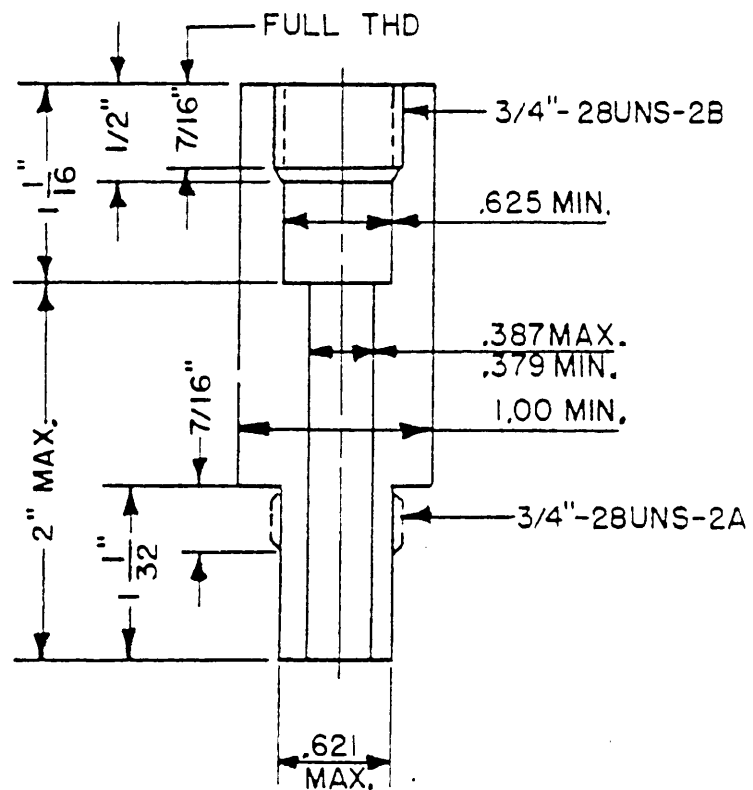 FULL THD
1/2"
7/16"
3/4"-28UNS-2B
1 1/16"
.625 MIN.
.387 MAX.
.379 MIN.
7/16"
1.00 MIN.
2" MAX.
3/4"-28UNS-2A
1 1/32"
.621
MAX.